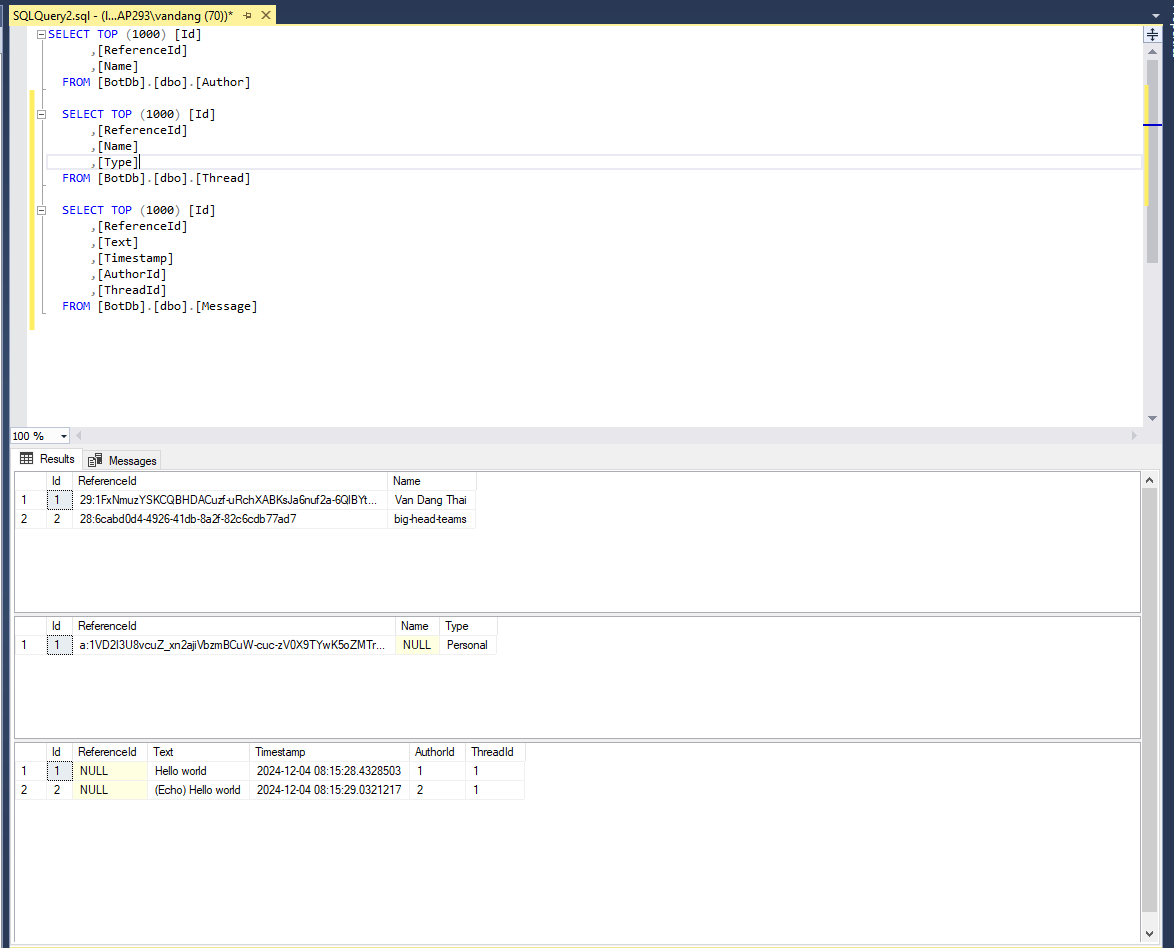 SQLQuery2.sql - (l...AP293\vandang (70))*
SELECT TOP (1000) [Id]
,[ReferenceId]
,[Name]
FROM [BotDb].[dbo].[Author]
SELECT TOP (1000) [Id]
,[ReferenceId]
,[Name]
,[Type]
FROM [BotDb].[dbo].[Thread]
SELECT TOP (1000) [Id]
,[ReferenceId]
,[Text]
,[Timestamp]
,[AuthorId]
,[ThreadId]
FROM [BotDb].[dbo].[Message]
100 %
Results Messages
Id ReferenceId Name
1 1 29:1FxNmuzYSKCQBHDACuzf-uRchXABKsJa6nuf2a-6QIBYt... Van Dang Thai
2 2 28:6cabd0d4-4926-41db-8a2f-82c6cdb77ad7 big-head-teams
Id ReferenceId Name Type
1 1 a:1VD2I3U8vcuZ_xn2ajiVbzmBCuW-cuc-zV0X9TYwK5oZMTr... NULL Personal
Id ReferenceId Text Timestamp AuthorId ThreadId
1 1 NULL Hello world 2024-12-04 08:15:28.4328503 1 1
2 2 NULL (Echo) Hello world 2024-12-04 08:15:29.0321217 2 1